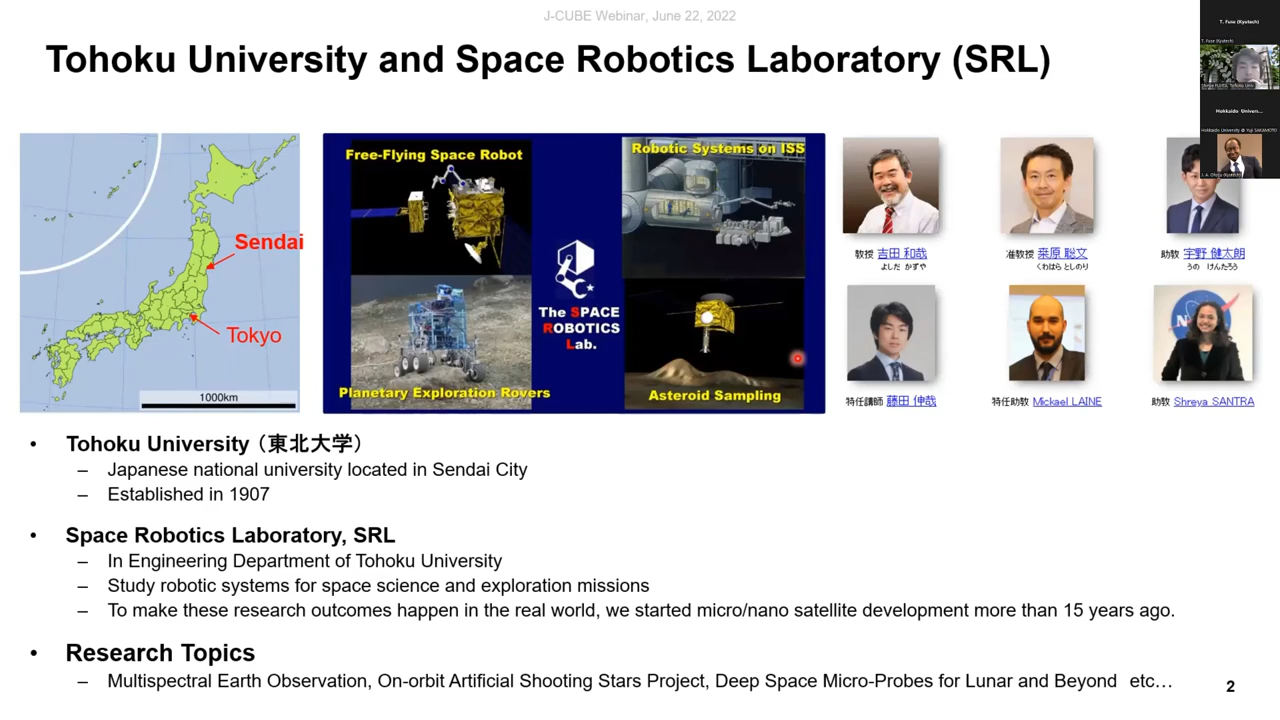 J-CUBE Webinar, June 22, 2022
Tohoku University and Space Robotics Laboratory (SRL)
T. Fuse (Kyutech)
T. Fuse (Kyutech)
Hokkaido Univers...
Hokkaido University @ Yuji SAKAMOTO
Sendai
Tokyo
1000km
Free-Flying Space Robot
Robotic Systems on ISS
The SPACE
ROBOTICS
Lab.
Planetary Exploration Rovers
Asteroid Sampling
教授 吉田 和哉
よしだ かずや
准教授 桒原 聡文
くわはら としのり
助教 宇野 健太朗
うの けんたろう
特任講師 藤田 伸哉
特任助教 Mickael LAINE
助教 Shreya SANTRA
• Tohoku University（東北大学）
– Japanese national university located in Sendai City
– Established in 1907
• Space Robotics Laboratory, SRL
– In Engineering Department of Tohoku University
– Study robotic systems for space science and exploration missions
– To make these research outcomes happen in the real world, we started micro/nano satellite development more than 15 years ago.
• Research Topics
– Multispectral Earth Observation, On-orbit Artificial Shooting Stars Project, Deep Space Micro-Probes for Lunar and Beyond etc…
2